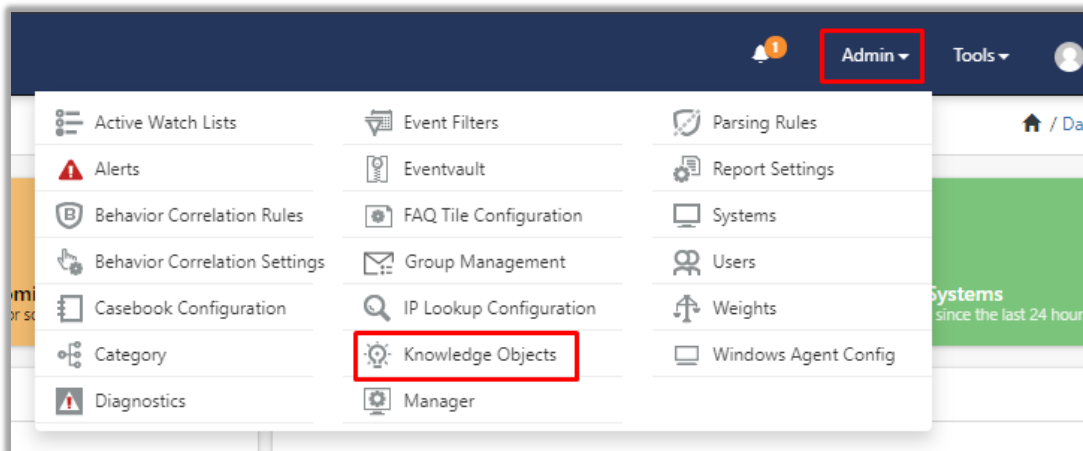 1
Admin
Tools
/ Da
Active Watch Lists
Event Filters
Parsing Rules
Alerts
Eventvault
Report Settings
Behavior Correlation Rules
FAQ Tile Configuration
Systems
Behavior Correlation Settings
Group Management
Users
Casebook Configuration
IP Lookup Configuration
Weights
Category
Knowledge Objects
Windows Agent Config
Diagnostics
Manager
Systems
since the last 24 hour